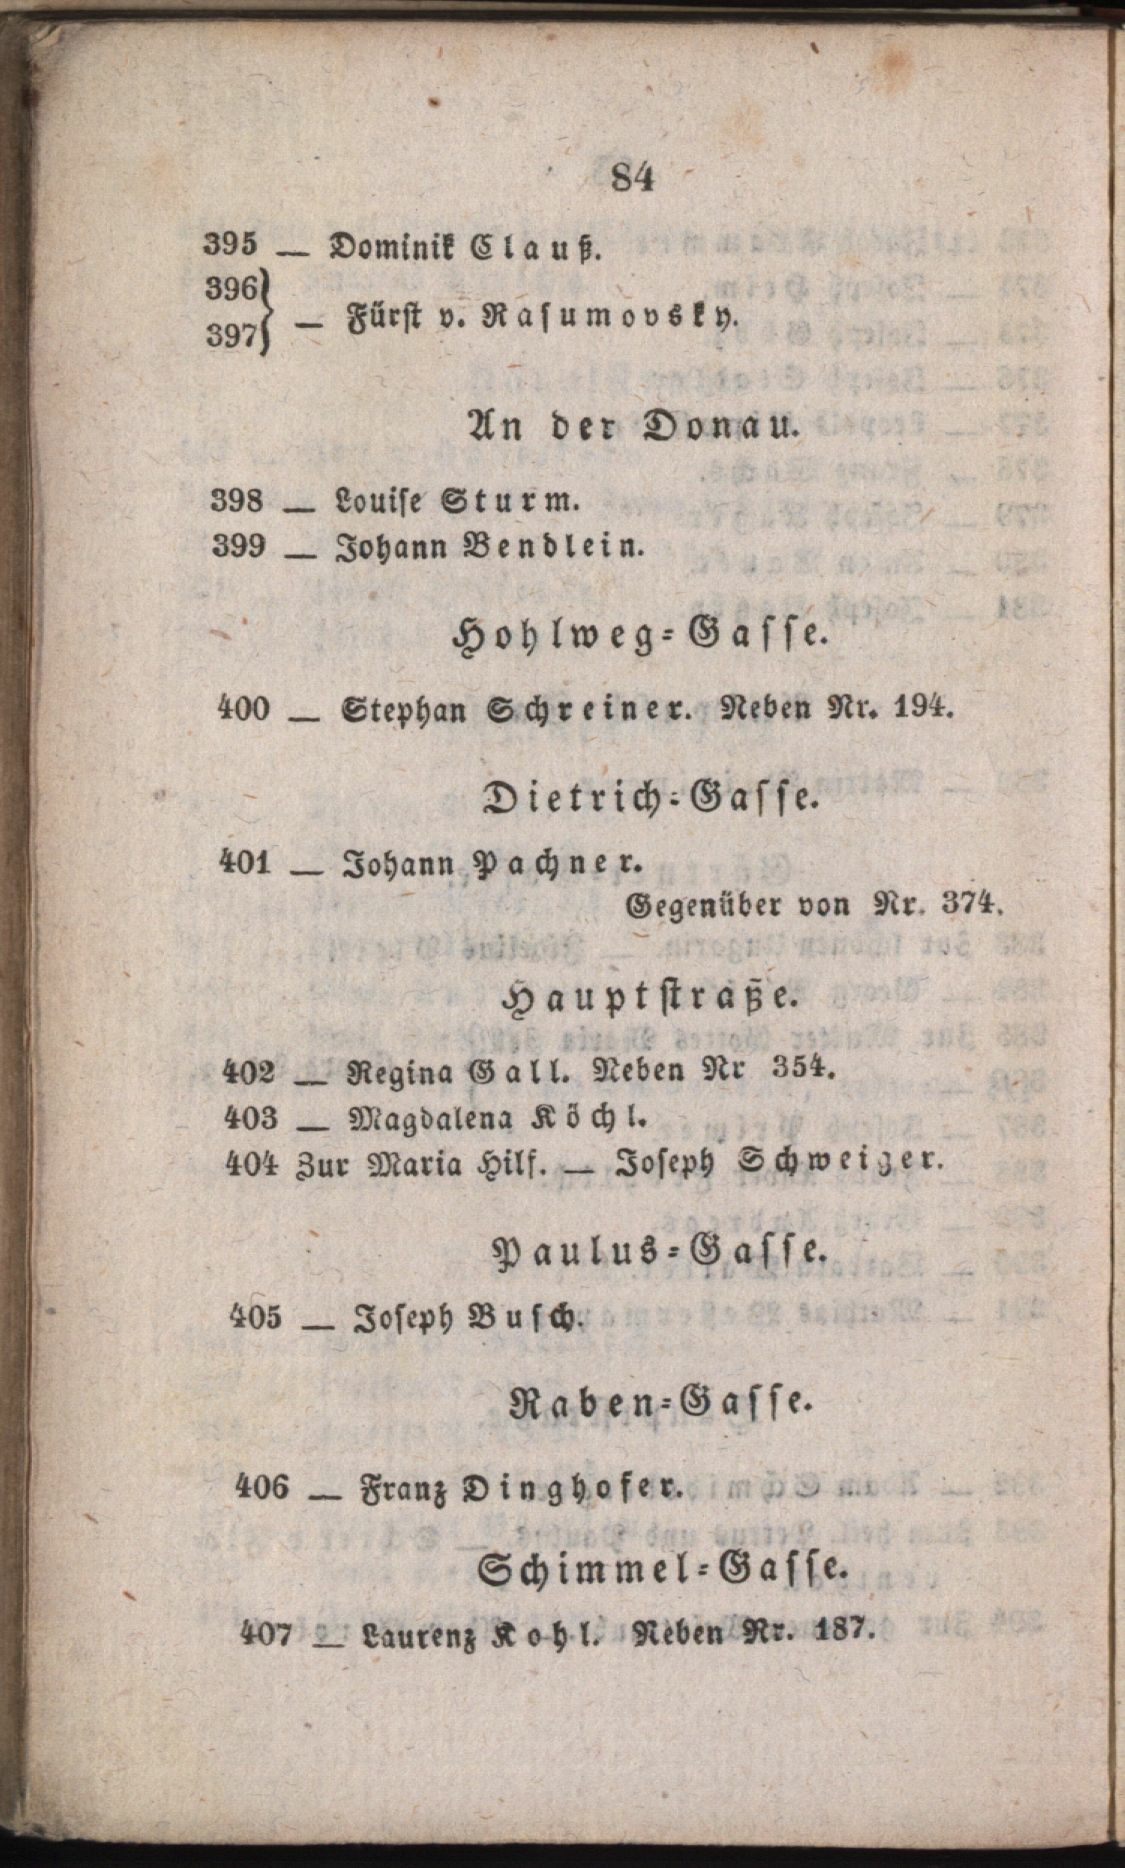 84
395 — Dominik Clauß.
396
397} — Fürst v. Rasumovsky.
An der Donau.
398 — Louise Sturm.
399 — Johann Bendlein.
Hohlweg-Gasse.
400 — Stephan Schreiner. Neben Nr. 194.
Dietrich-Gasse.
401 — Johann Pachner.
Gegenüber von Nr. 374.
Hauptstraße.
402 — Regina Gall. Neben Nr 354.
403 — Magdalena Köchl.
404 Zur Maria Hilf. — Joseph Schweizer.
Paulus-Gasse.
405 — Joseph Busch.
Raben-Gasse.
406 — Franz Dinghofer.
Schimmel-Gasse.
407 — Laurenz Kohl. Neben Nr. 187.